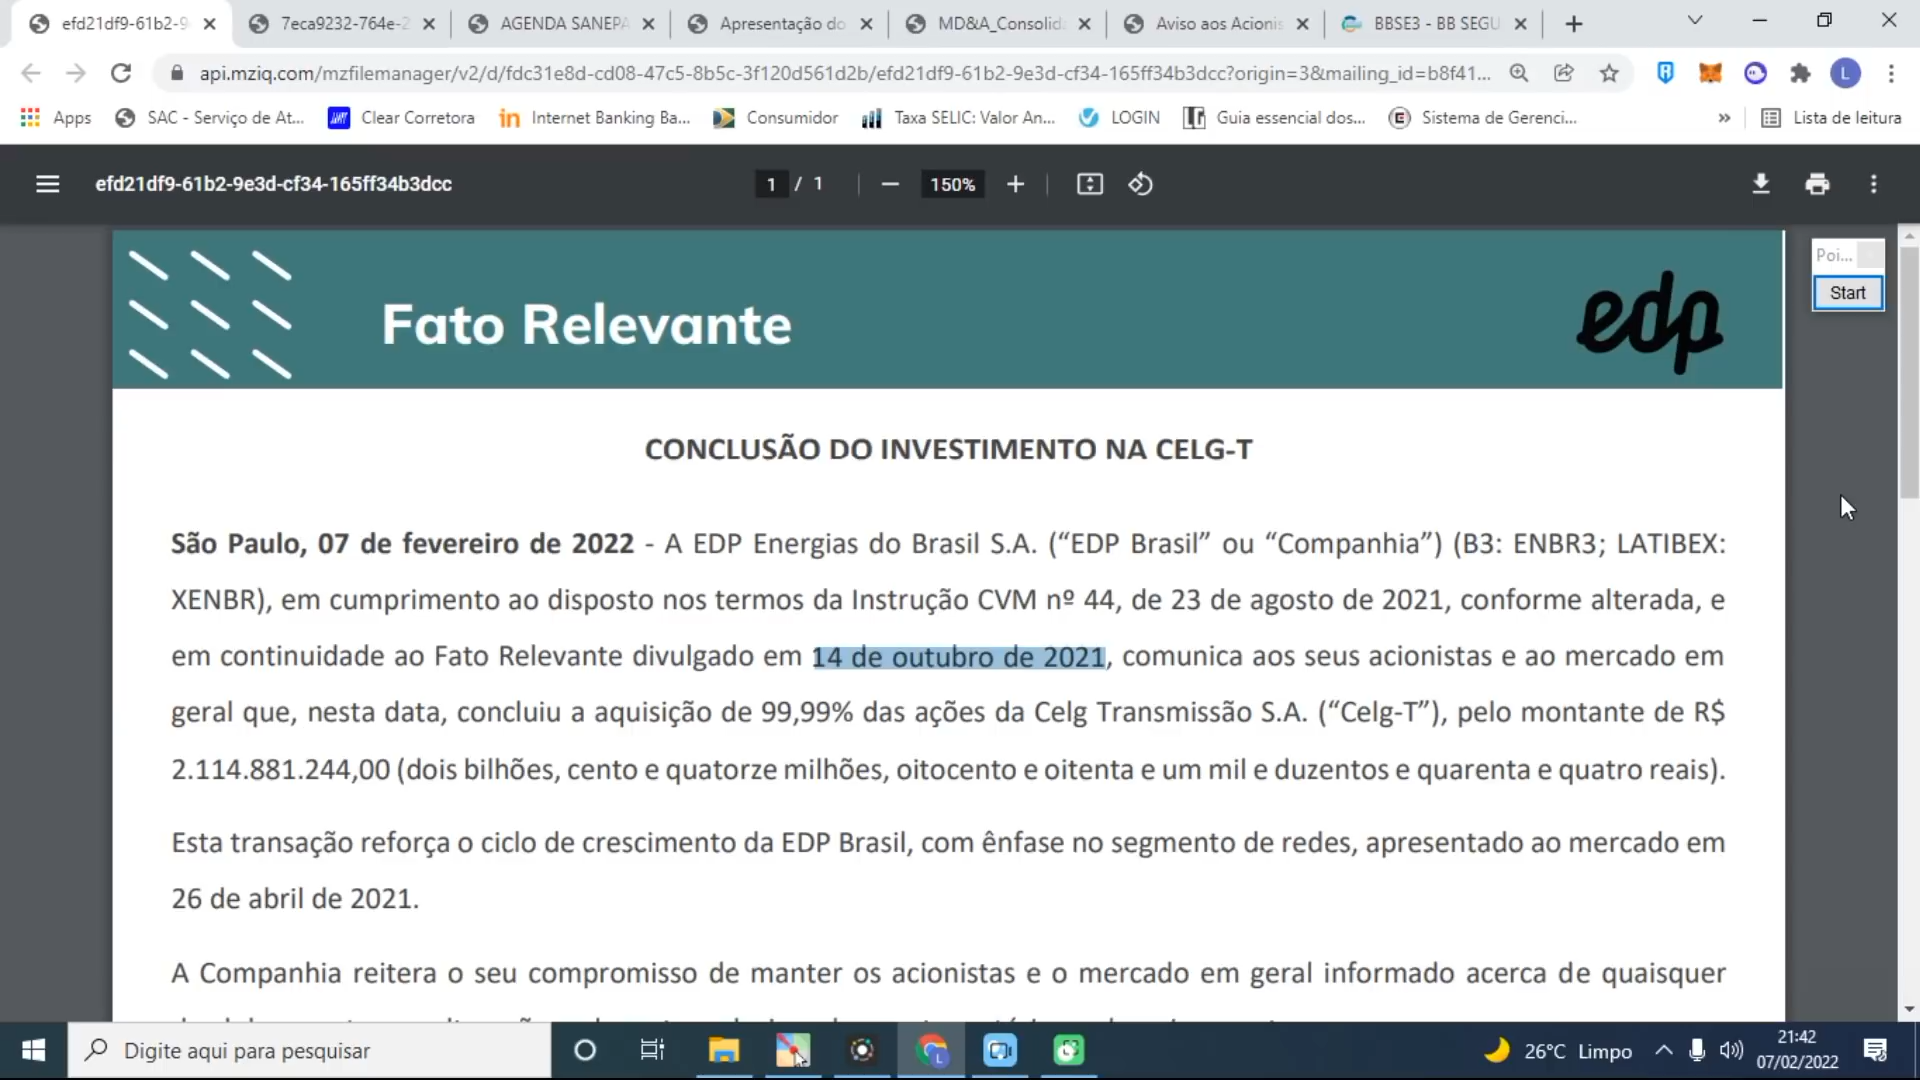 efd21df9-61b2-9
7eca9232-764e-2
AGENDA SANEPA
Apresentação do
MD&A_Consolida
Aviso aos Acionis
BBSE3 - BB SEGU
api.mziq.com/mzfilemanager/v2/d/fdc31e8d-cd08-47c5-8b5c-3f120d561d2b/efd21df9-61b2-9e3d-cf34-165ff34b3dcc?origin=3&mailing_id=b8f41...
L
Apps
SAC - Serviço de At...
Clear Corretora
in
Internet Banking Ba...
Consumidor
Taxa SELIC: Valor An...
LOGIN
Guia essencial dos...
Sistema de Gerenci...
»
Lista de leitura
efd21df9-61b2-9e3d-cf34-165ff34b3dcc
1 / 1
150%
Poi...
Start
Fato Relevante
edp
CONCLUSÃO DO INVESTIMENTO NA CELG-T
São Paulo, 07 de fevereiro de 2022 - A EDP Energias do Brasil S.A. (“EDP Brasil” ou “Companhia”) (B3: ENBR3; LATIBEX:
XENBR), em cumprimento ao disposto nos termos da Instrução CVM nº 44, de 23 de agosto de 2021, conforme alterada, e
em continuidade ao Fato Relevante divulgado em 14 de outubro de 2021, comunica aos seus acionistas e ao mercado em
geral que, nesta data, concluiu a aquisição de 99,99% das ações da Celg Transmissão S.A. (“Celg-T”), pelo montante de R$
2.114.881.244,00 (dois bilhões, cento e quatorze milhões, oitocento e oitenta e um mil e duzentos e quarenta e quatro reais).
Esta transação reforça o ciclo de crescimento da EDP Brasil, com ênfase no segmento de redes, apresentado ao mercado em
26 de abril de 2021.
A Companhia reitera o seu compromisso de manter os acionistas e o mercado em geral informado acerca de quaisquer
Digite aqui para pesquisar
26°C Limpo
21:42
07/02/2022